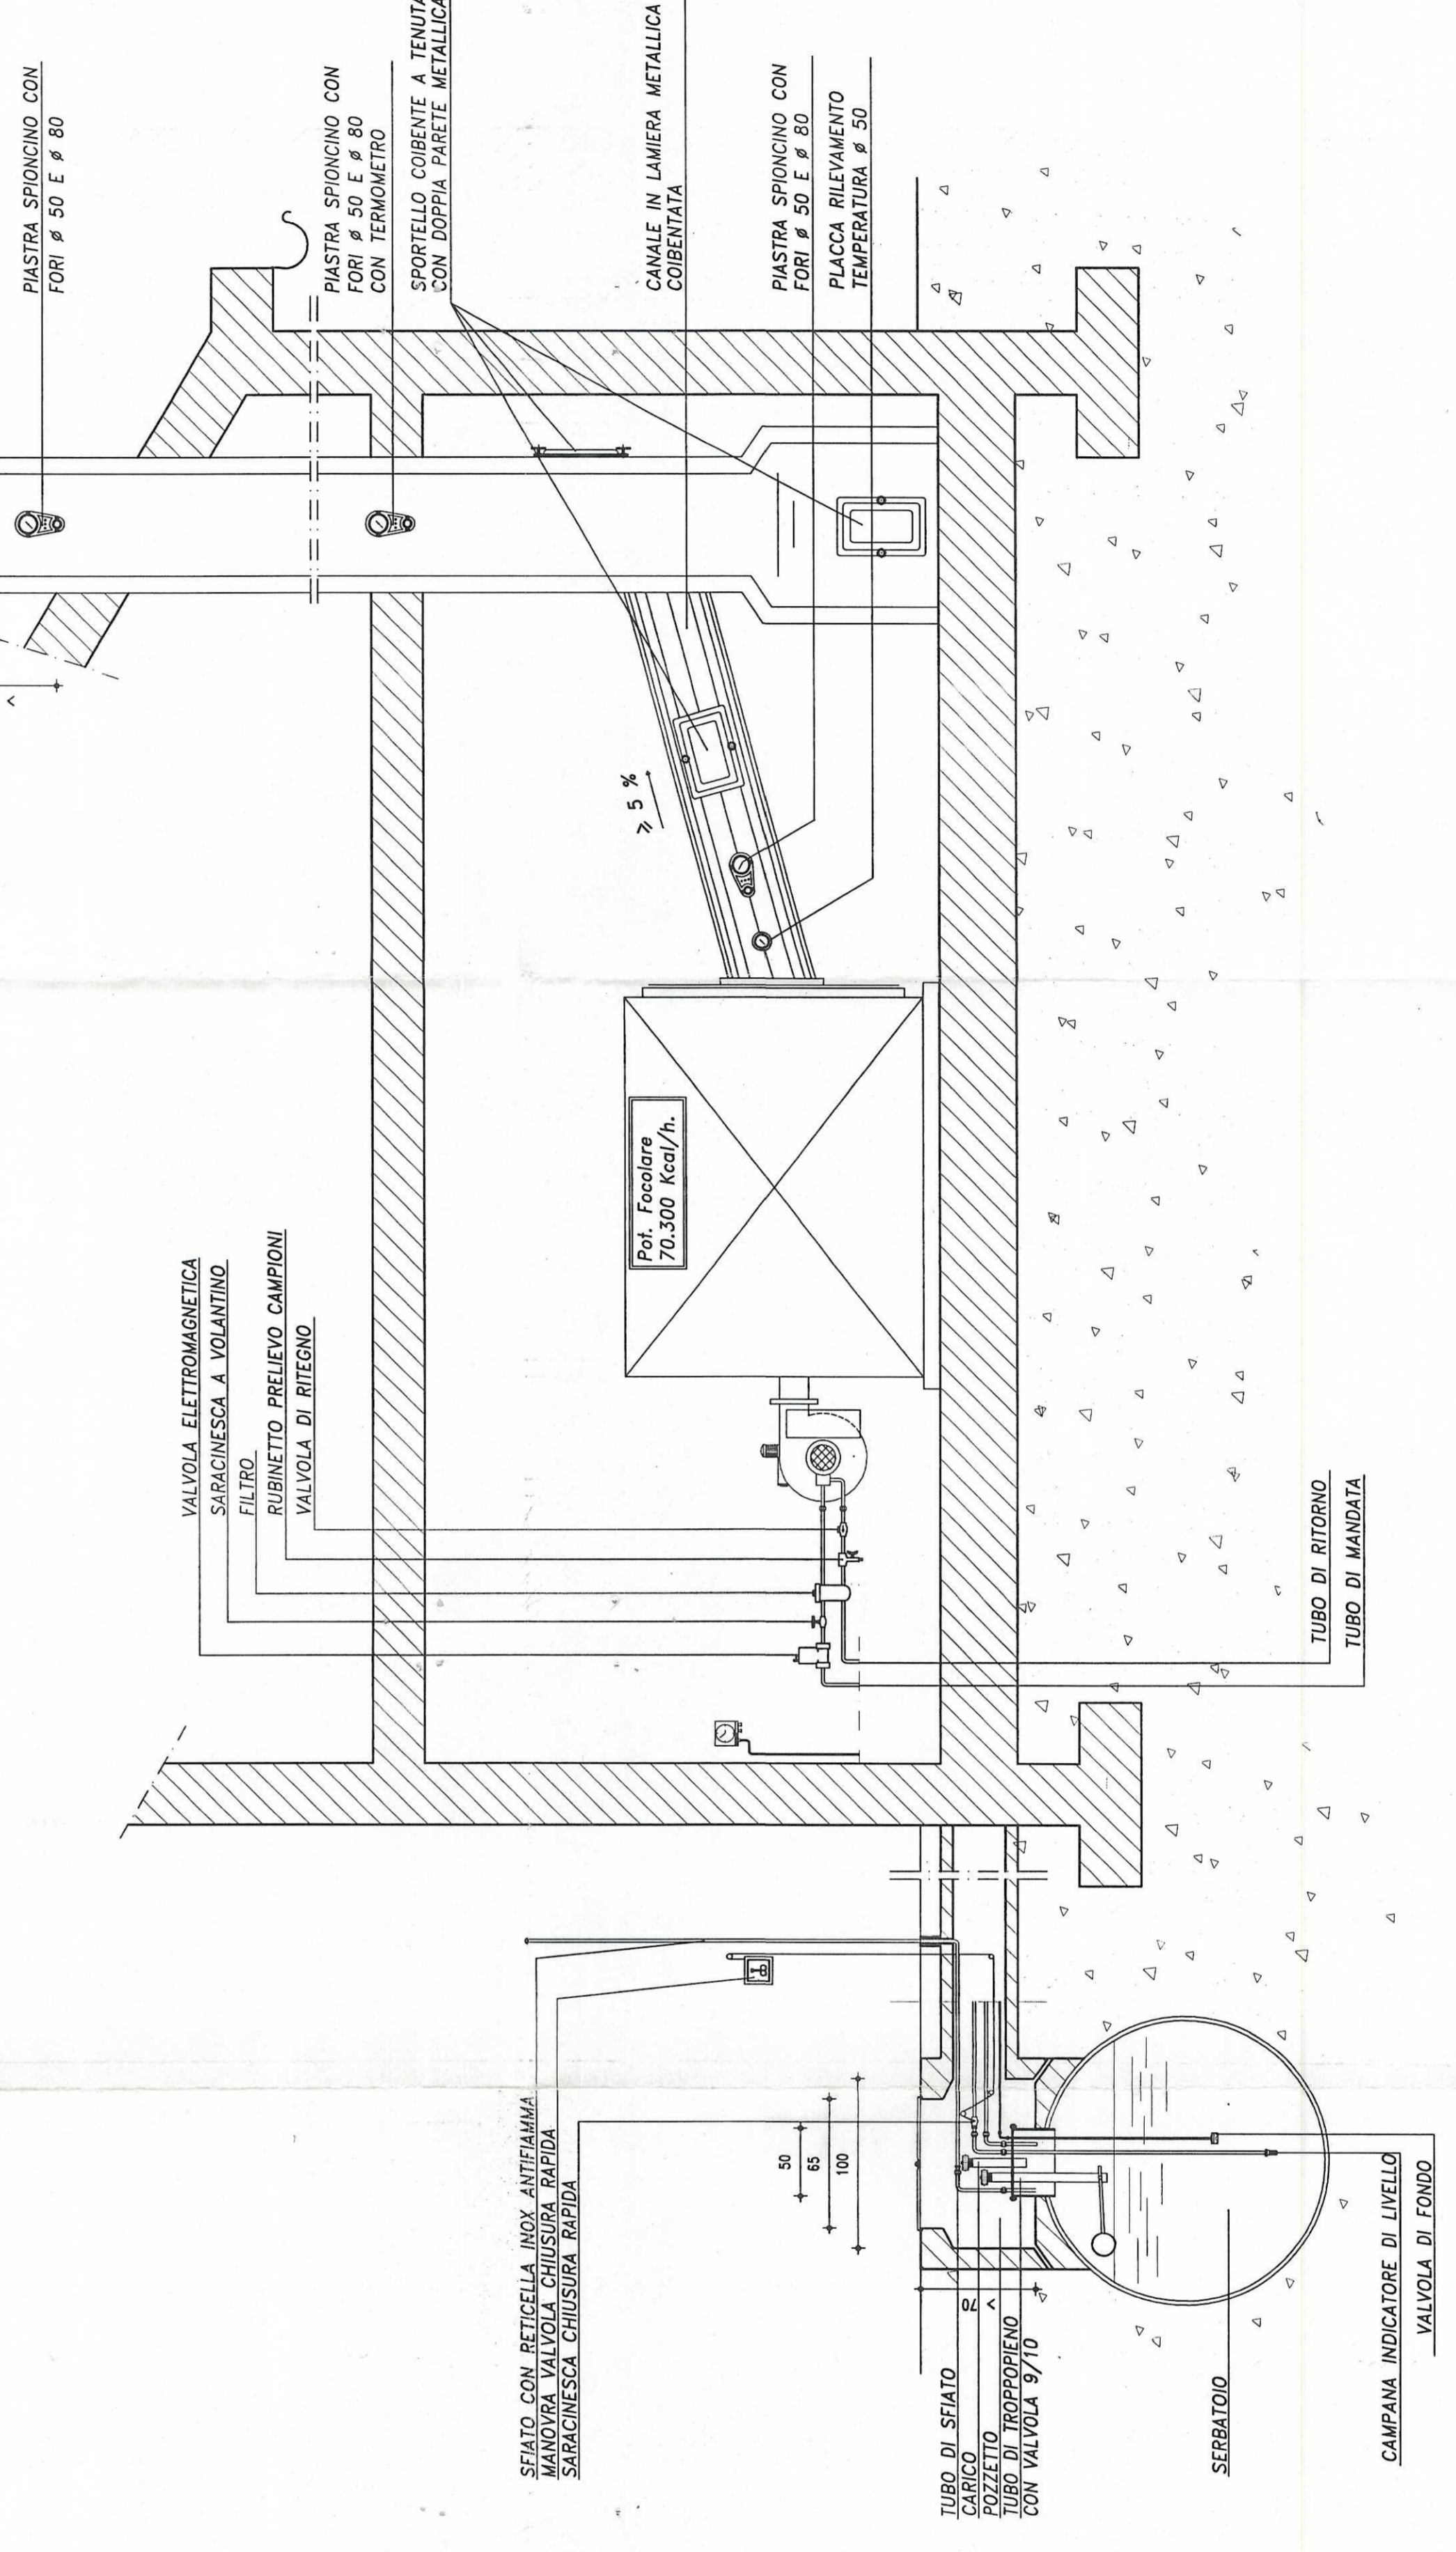 SFIATO CON RETICELLA INOX ANTIFIAMMA
MANOVRA VALVOLA CHIUSURA RAPIDA
SARACINESCA CHIUSURA RAPIDA
VALVOLA ELETTROMAGNETICA
SARACINESCA A VOLANTINO
FILTRO
RUBINETTO PRELIEVO CAMPIONI
VALVOLA DI RITEGNO
PIASTRA SPIONCINO CON
FORI ø 50 E ø 80
PIASTRA SPIONCINO CON
FORI ø 50 E ø 80
CON TERMOMETRO
SPORTELLO COIBENTE A TENUTA
CON DOPPIA PARETE METALLICA
CANALE IN LAMIERA METALLICA
COIBENTATA
PIASTRA SPIONCINO CON
FORI ø 50 E ø 80
PLACCA RILEVAMENTO
TEMPERATURA ø 50
⩾ 5 %
Pot. Focolare
70.300 Kcal/h.
50
65
100
> 70
TUBO DI SFIATO
CARICO
POZZETTO
TUBO DI TROPPOPIENO
CON VALVOLA 9/10
SERBATOIO
CAMPANA INDICATORE DI LIVELLO
VALVOLA DI FONDO
TUBO DI RITORNO
TUBO DI MANDATA